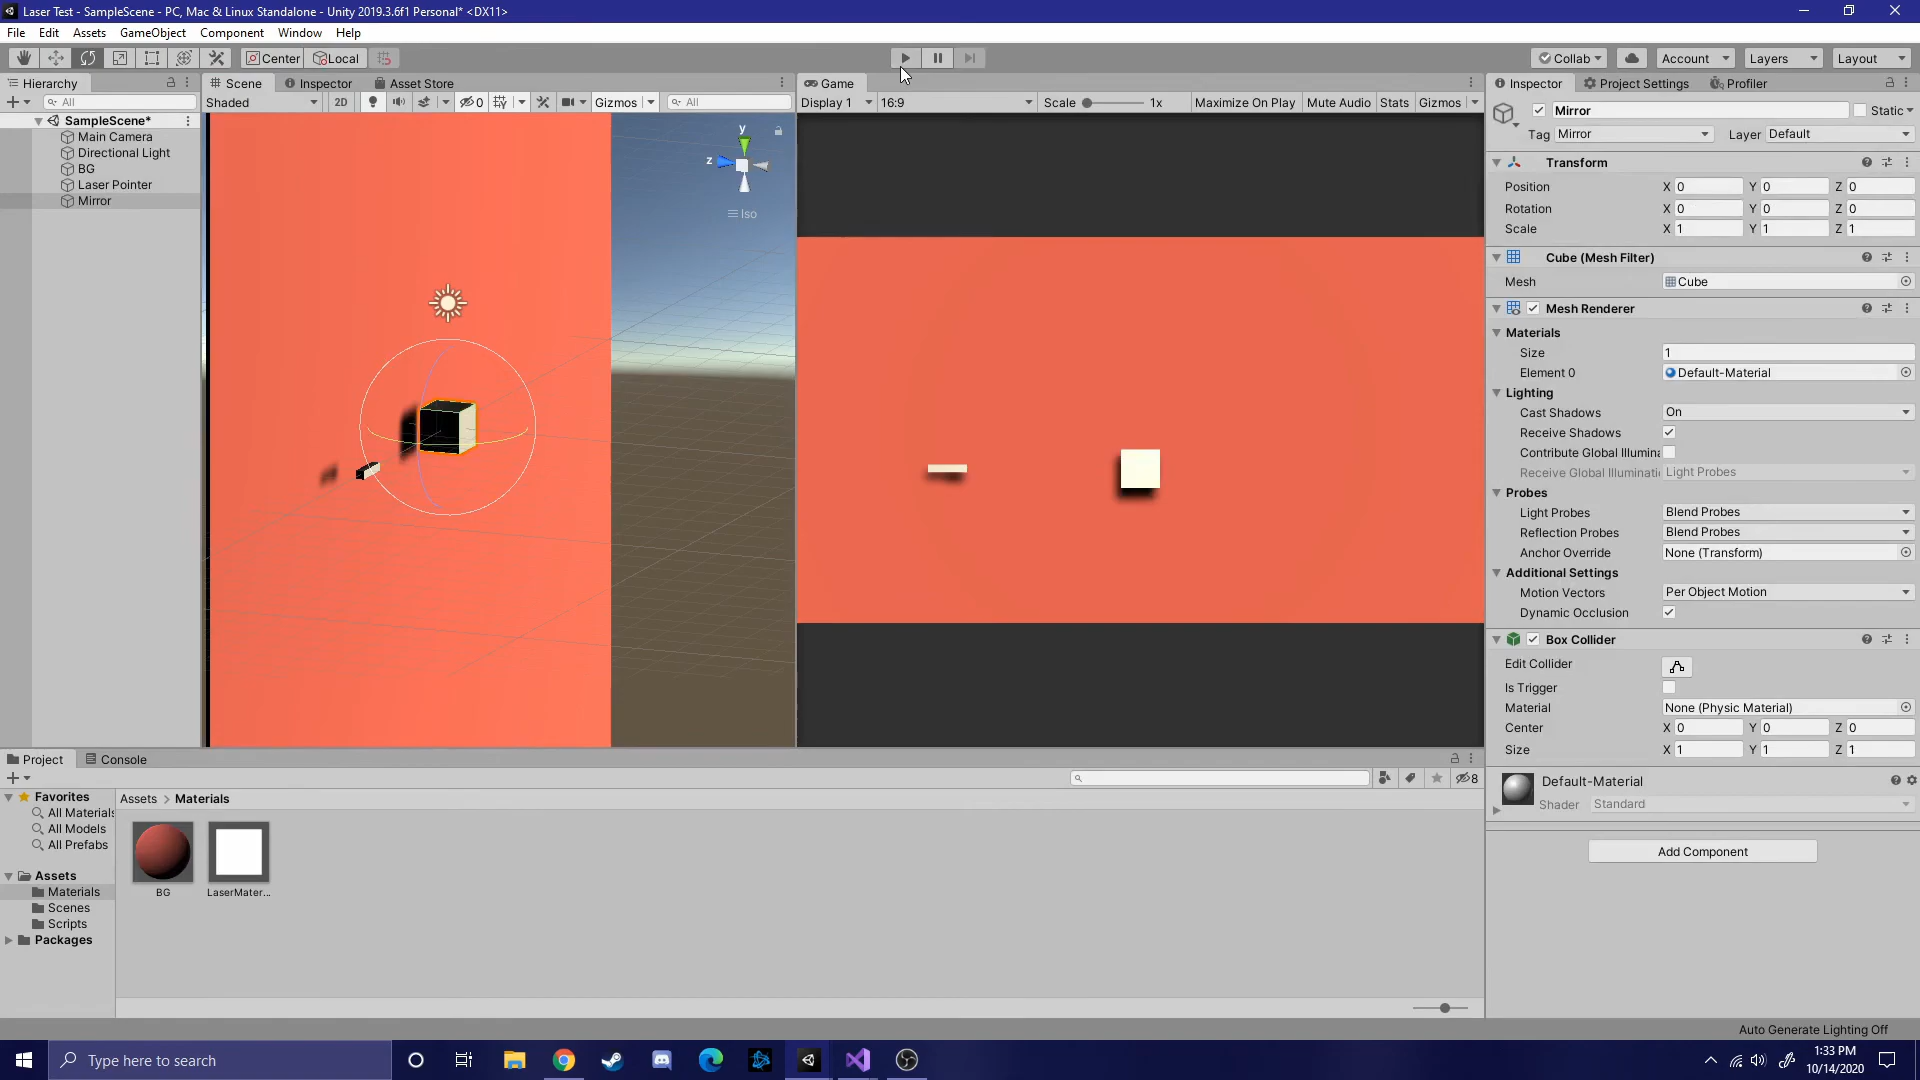 Laser Test - SampleScene - PC, Mac & Linux Standalone - Unity 2019.3.6f1 Personal* <DX11>
File Edit Assets GameObject Component Window Help
Center Local Collab Account Layers Layout
Hierarchy Scene Inspector Asset Store Game Inspector Project Settings Profiler
All Shaded 2D 0 Gizmos All Display 1 16:9 Scale 1x Maximize On Play Mute Audio Stats Gizmos
Mirror Static
SampleScene*
Main Camera
Directional Light
BG
Laser Pointer
Mirror
y
z
Iso
Tag Mirror Layer Default
Transform
Position X 0 Y 0 Z 0
Rotation X 0 Y 0 Z 0
Scale X 1 Y 1 Z 1
Cube (Mesh Filter)
Mesh Cube
Mesh Renderer
Materials
Size 1
Element 0 Default-Material
Lighting
Cast Shadows On
Receive Shadows
Contribute Global Illumina
Receive Global Illuminati Light Probes
Probes
Light Probes Blend Probes
Reflection Probes Blend Probes
Anchor Override None (Transform)
Additional Settings
Motion Vectors Per Object Motion
Dynamic Occlusion
Box Collider
Edit Collider
Is Trigger
Material None (Physic Material)
Center X 0 Y 0 Z 0
Size X 1 Y 1 Z 1
Default-Material
Shader Standard
Add Component
Project Console
8
Favorites
All Materials
All Models
All Prefabs
Assets
Materials
Scenes
Scripts
Packages
Assets > Materials
BG LaserMater...
Auto Generate Lighting Off
Type here to search
1:33 PM
10/14/2020